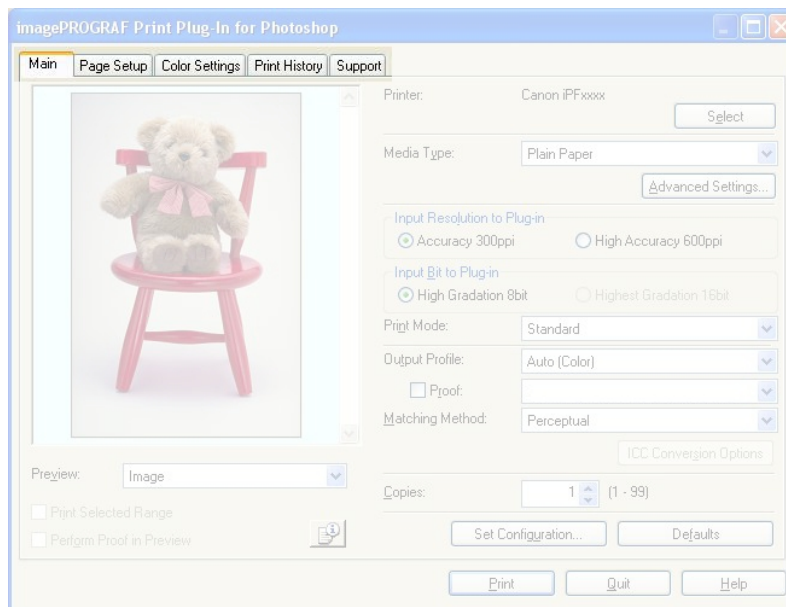 imagePROGRAF Print Plug-In for Photoshop
Main Page Setup Color Settings Print History Support
Printer: Canon iPFxxxx
Select
Media Type: Plain Paper
Advanced Settings...
Input Resolution to Plug-in
Accuracy 300ppi High Accuracy 600ppi
Input Bit to Plug-in
High Gradation 8bit Highest Gradation 16bit
Print Mode: Standard
Output Profile: Auto (Color)
Proof:
Matching Method: Perceptual
ICC Conversion Options
Preview: Image
Print Selected Range
Perform Proof in Preview
Copies: 1 (1 - 99)
Set Configuration... Defaults
Print Quit Help